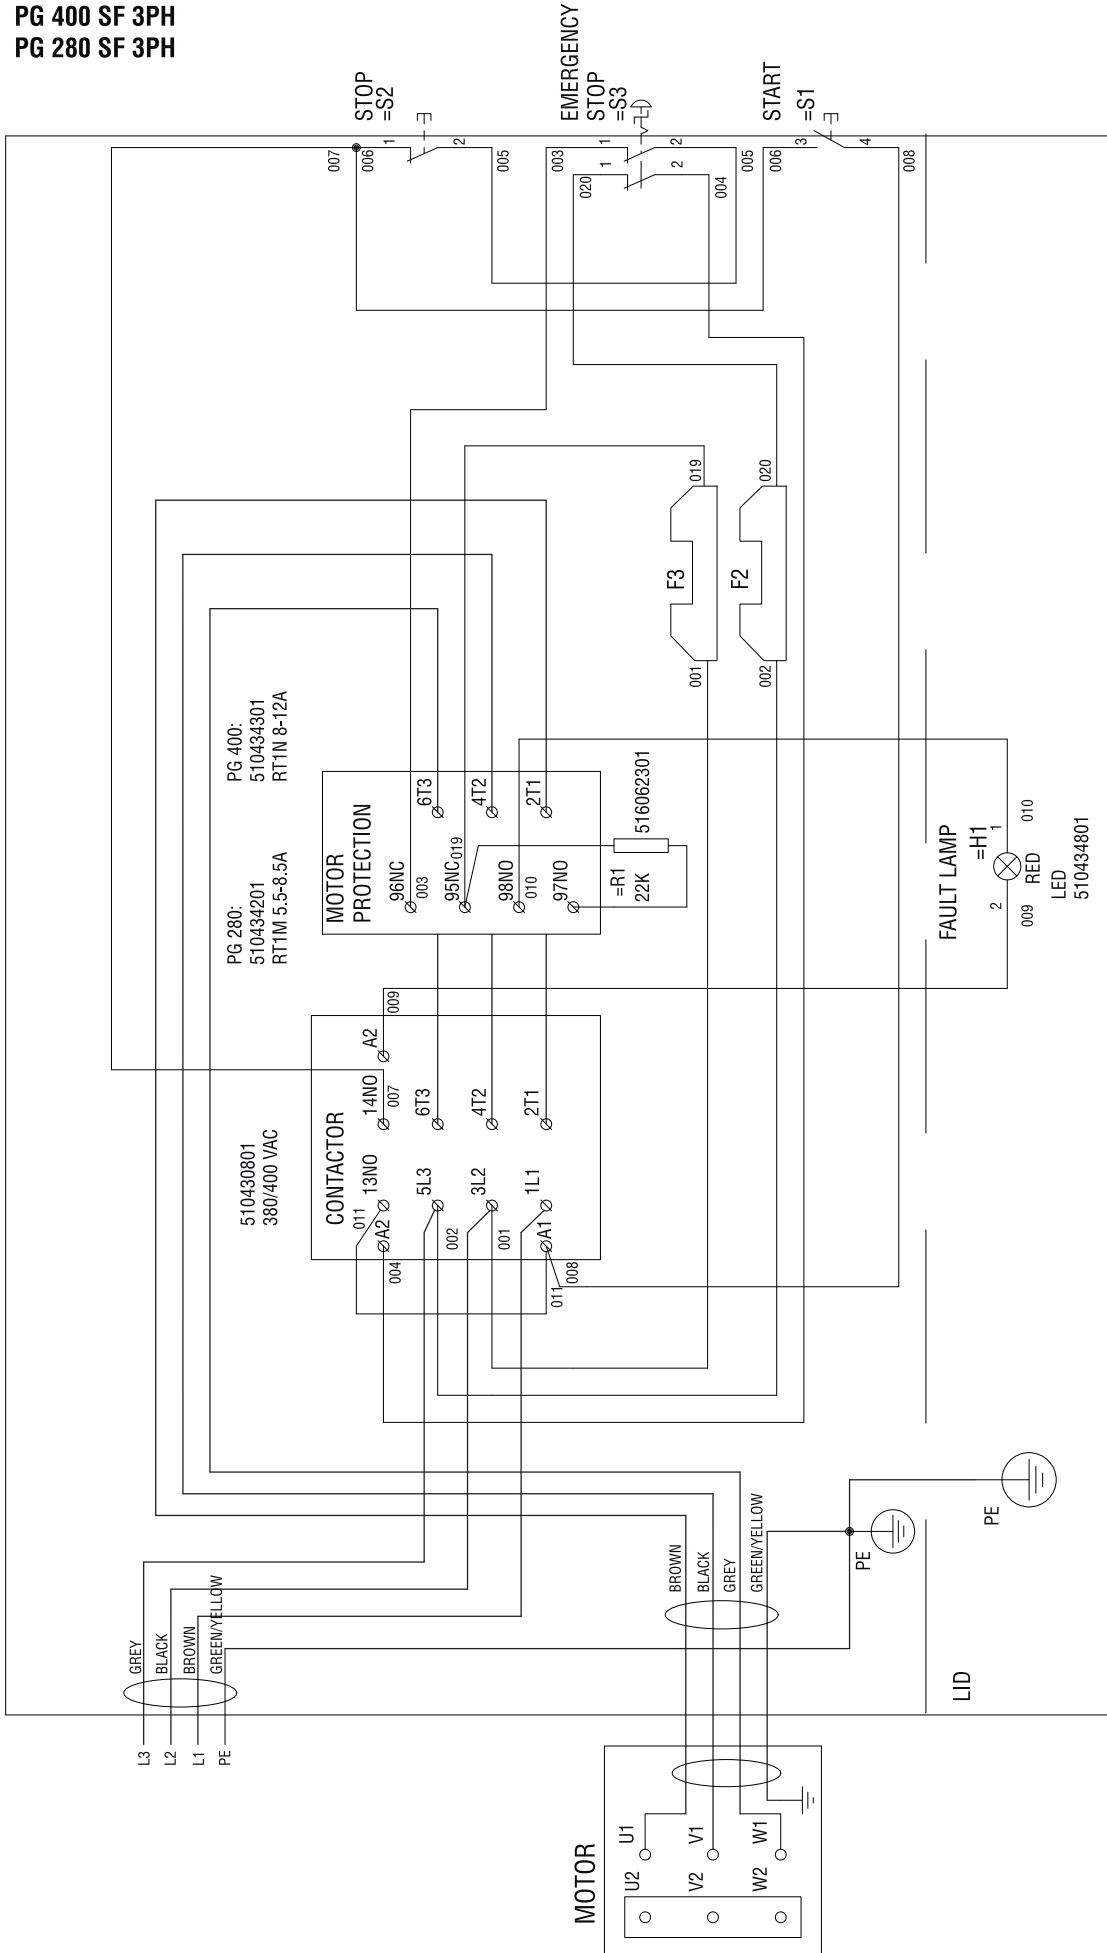 PG 400 SF 3PH
PG 280 SF 3PH
STOP
=S2
EMERGENCY
STOP
=S3
START
=S1
007
006
1
2
005
003
020
1
1
2
2
004
005
006
3
4
008
019
020
F3
F2
001
002
PG 400:
510434301
RT1N 8-12A
PG 280:
510434201
RT1M 5.5-8.5A
MOTOR
PROTECTION
6T3
4T2
2T1
96NC
003
95NC
019
98NO
010
97NO
=R1
22K
516062301
FAULT LAMP
=H1
1
010
2
009
RED
LED
510434801
510430801
380/400 VAC
CONTACTOR
A2
009
14NO
007
6T3
4T2
2T1
13NO
011
A2
004
5L3
002
3L2
001
1L1
A1
008
011
GREY
BLACK
BROWN
GREEN/YELLOW
L3
L2
L1
PE
BROWN
BLACK
GREY
GREEN/YELLOW
PE
PE
LID
MOTOR
U1
V1
W1
U2
V2
W2